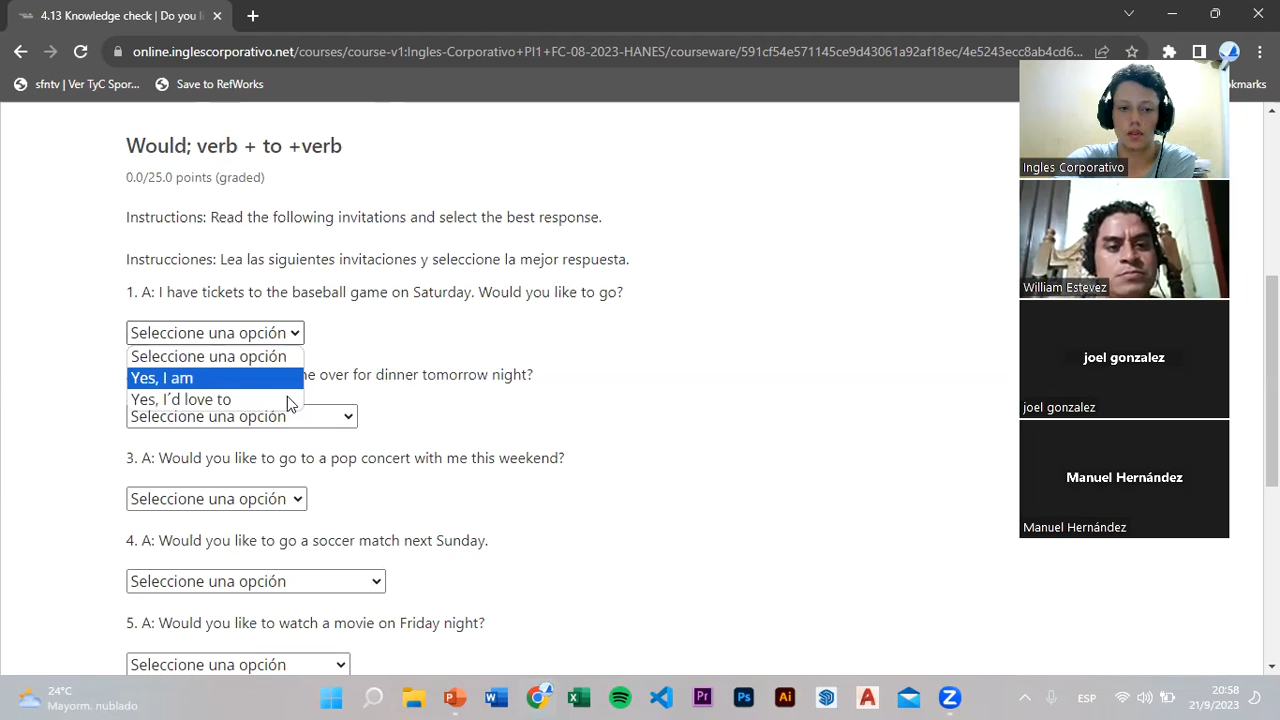 4.13 Knowledge check | Do you l
online.inglescorporativo.net/courses/course-v1:Ingles-Corporativo+PI1+FC-08-2023-HANES/courseware/591cf54e571145ce9d43061a92af18ec/4e5243ecc8ab4cd6...
sfntv | Ver TyC Spor...
Save to RefWorks
okmarks
Would; verb + to +verb
0.0/25.0 points (graded)
Instructions: Read the following invitations and select the best response.
Instrucciones: Lea las siguientes invitaciones y seleccione la mejor respuesta.
1. A: I have tickets to the baseball game on Saturday. Would you like to go?
Seleccione una opción
Seleccione una opción
Yes, I am
me over for dinner tomorrow night?
Yes, I´d love to
Seleccione una opción
3. A: Would you like to go to a pop concert with me this weekend?
Seleccione una opción
4. A: Would you like to go a soccer match next Sunday.
Seleccione una opción
5. A: Would you like to watch a movie on Friday night?
Seleccione una opción
Ingles Corporativo
William Estevez
joel gonzalez
joel gonzalez
Manuel Hernández
Manuel Hernández
24°C
Mayorm. nublado
ESP
20:58
21/9/2023